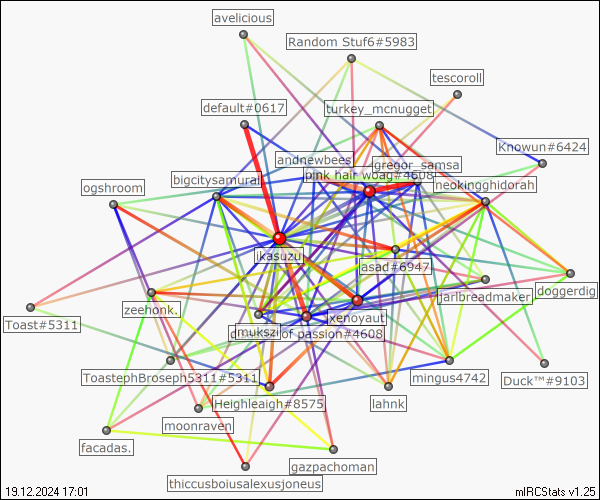 avelicious
Random Stuf6#5983
tescoroll
default#0617
turkey_mcnugget
Knowun#6424
andnewbees
gregor_samsa
pink hair woag#4608
bigcitysamurai
neokingghidorah
ogshroom
ikasuzu
asad#6947
doggerdig
jarlbreadmaker
zeehonk.
xenoyaut
Toast#5311
mukszi
of passion#4608
ToastephBroseph5311#5311
mingus4742
Duck™#9103
Heighleaigh#8575
lahnk
moonraven
facadas.
gazpachoman
thiccusboiusalexusjoneus
19.12.2024 17:01
mIRCStats v1.25